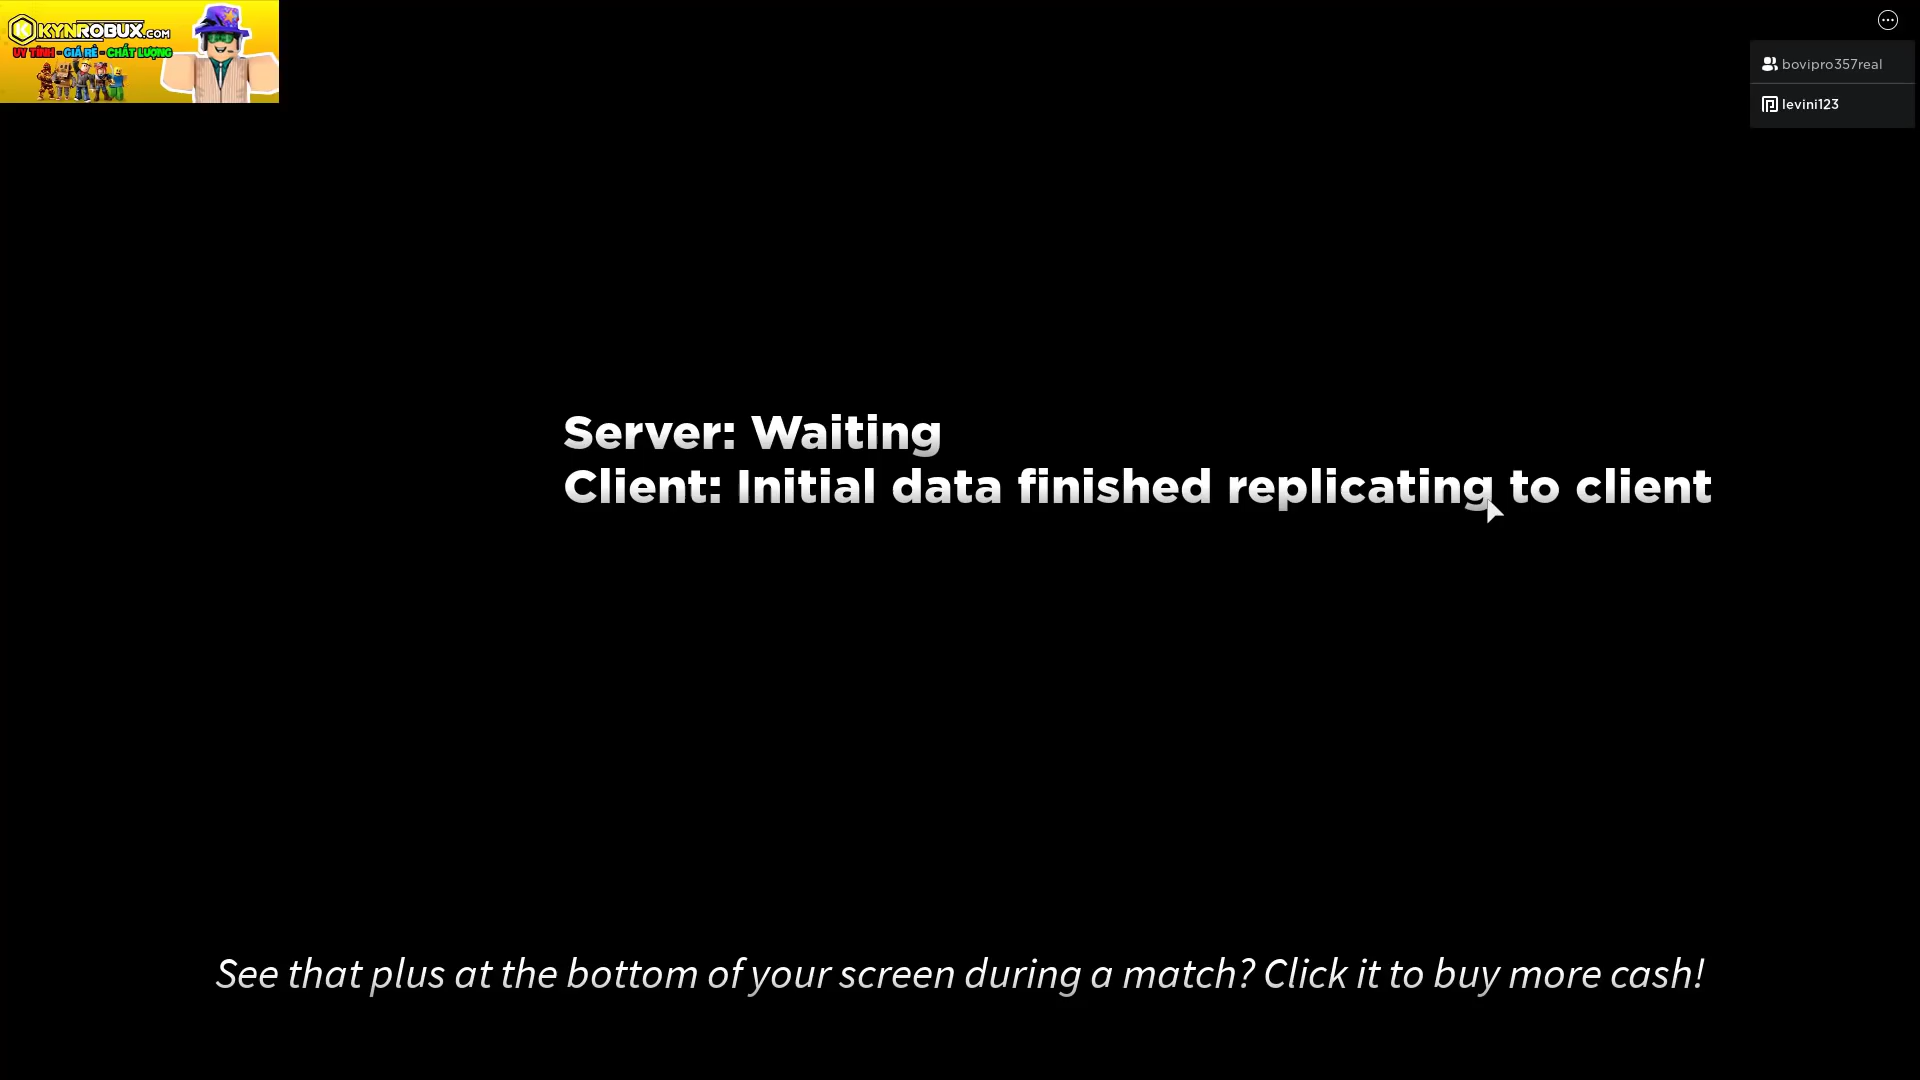 KYNROBUX.COM
UY TÍNH - GIÁ RẺ - CHẤT LƯỢNG
bovipro357real
levini123
Server: Waiting
Client: Initial data finished replicating to client
See that plus at the bottom of your screen during a match? Click it to buy more cash!